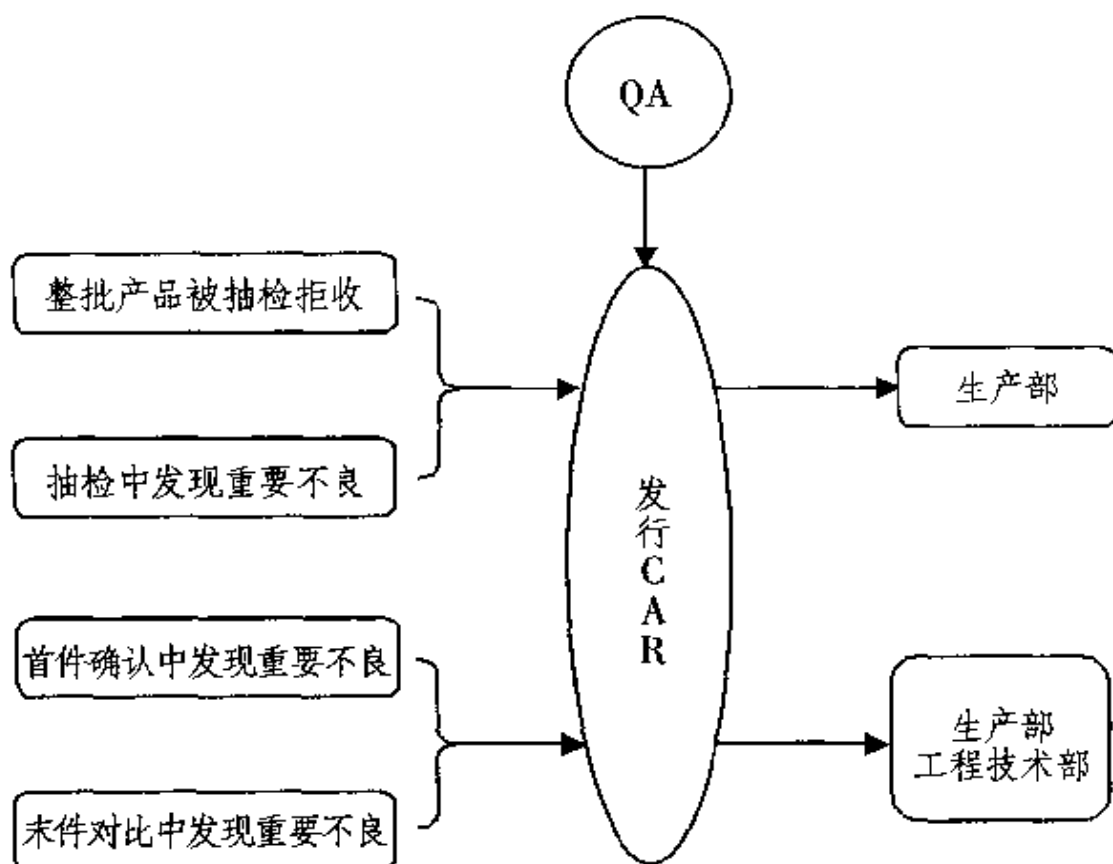 QA
整批产品被抽检拒收
抽检中发现重要不良
首件确认中发现重要不良
末件对比中发现重要不良
发行CAR
生产部
生产部
工程技术部